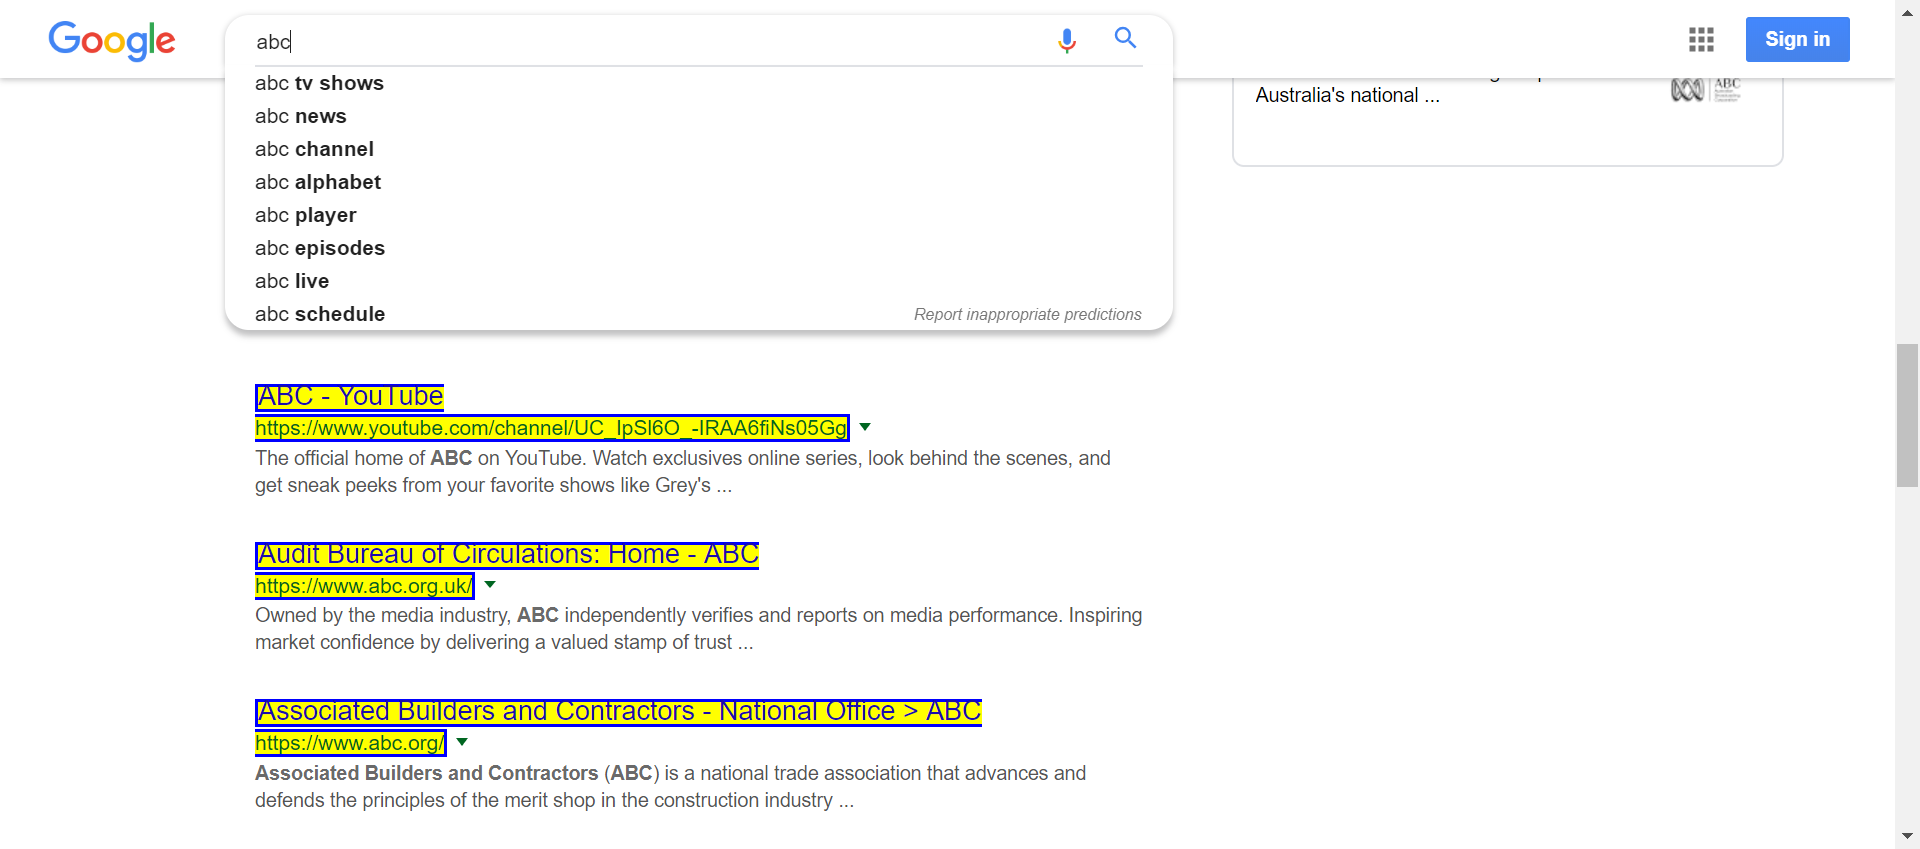 Google
abc
Sign in
abc tv shows
abc news
abc channel
abc alphabet
abc player
abc episodes
abc live
abc schedule
Report inappropriate predictions
Australia's national ...
ABC
ABC - YouTube
https://www.youtube.com/channel/UC_IpSl6O_-IRAA6fiNs05Gg
The official home of ABC on YouTube. Watch exclusives online series, look behind the scenes, and
get sneak peeks from your favorite shows like Grey's ...
Audit Bureau of Circulations: Home - ABC
https://www.abc.org.uk/
Owned by the media industry, ABC independently verifies and reports on media performance. Inspiring
market confidence by delivering a valued stamp of trust ...
Associated Builders and Contractors - National Office > ABC
https://www.abc.org/
Associated Builders and Contractors (ABC) is a national trade association that advances and
defends the principles of the merit shop in the construction industry ...